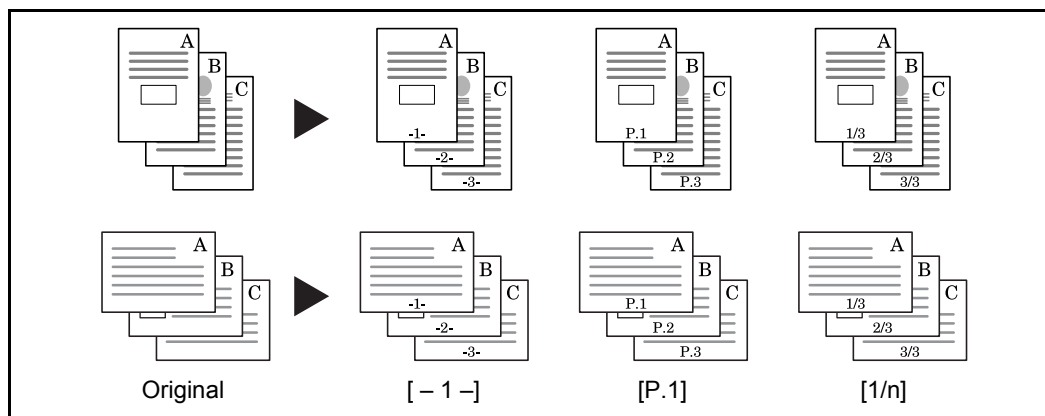 A A A A
B B B B
C C C C
-1- P.1 1/3
-2- P.2 2/3
-3- P.3 3/3
A A A A
B B B B
C C C C
-1- P.1 1/3
-2- P.2 2/3
-3- P.3 3/3
Original [ – 1 –] [P.1] [1/n]